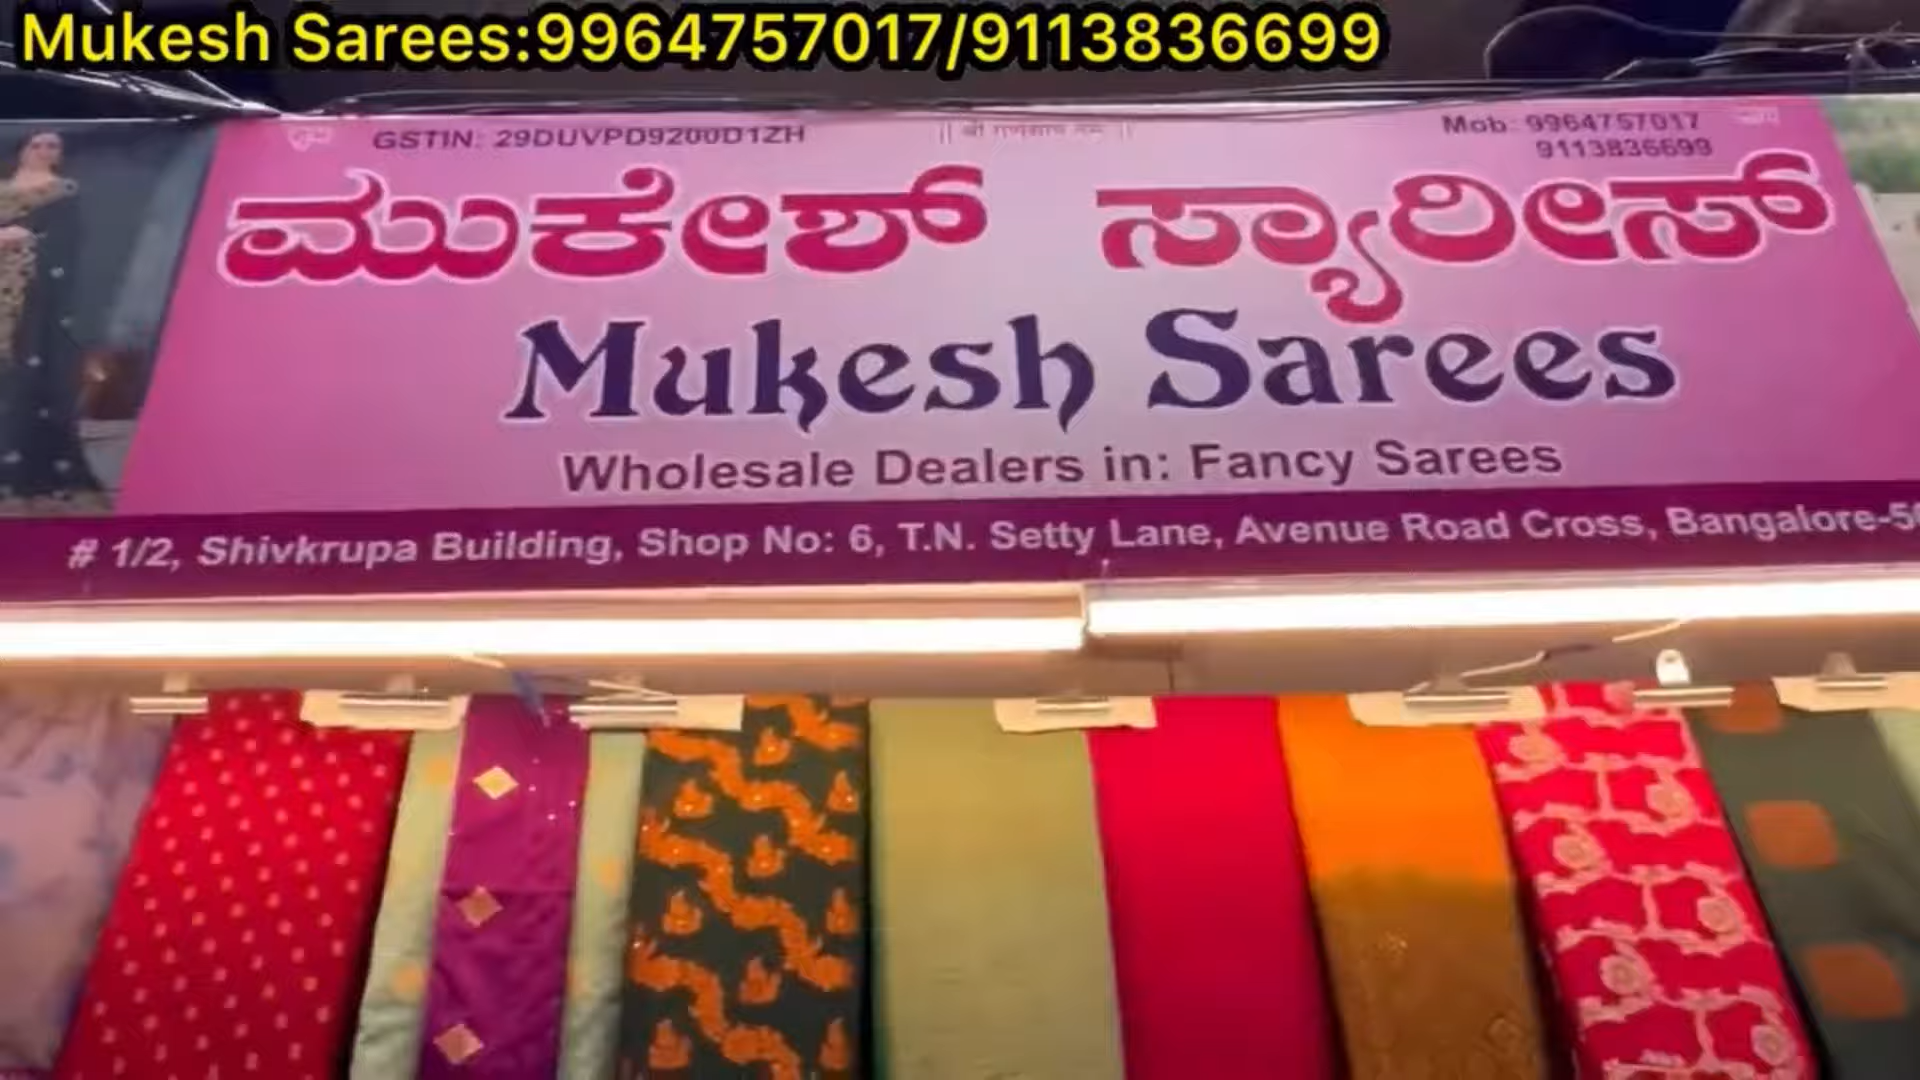 Mukesh Sarees:9964757017/9113836699
GSTIN: 29DUVPD9200D1ZH
Mob: 9964757017
9113836699
ಮುಕೇಶ್ ಸ್ಯಾರೀಸ್
Mukesh Sarees
Wholesale Dealers in: Fancy Sarees
# 1/2, Shivkrupa Building, Shop No: 6, T.N. Setty Lane, Avenue Road Cross, Bangalore-5